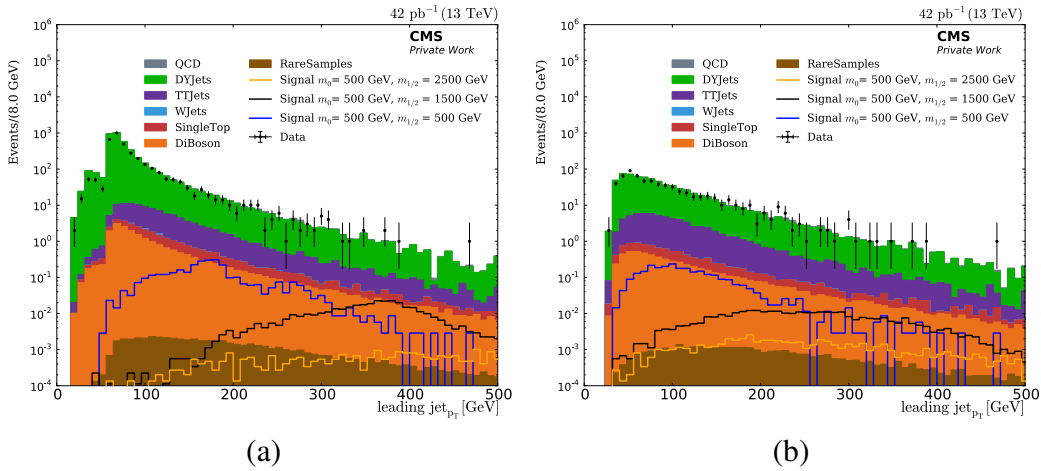 42 pb⁻¹ (13 TeV)
10⁶
10⁵
10⁴
10³
10²
10¹
10⁰
10⁻¹
10⁻²
10⁻³
10⁻⁴
Events/(8.0 GeV)
CMS
Private Work
QCD
DYJets
TTJets
WJets
SingleTop
DiBoson
RareSamples
Signal m₀= 500 GeV, m₁/₂ = 2500 GeV
Signal m₀= 500 GeV, m₁/₂ = 1500 GeV
Signal m₀= 500 GeV, m₁/₂ = 500 GeV
Data
0 100 200 300 400 500
leading jet_pT [GeV]
(a)
42 pb⁻¹ (13 TeV)
10⁶
10⁵
10⁴
10³
10²
10¹
10⁰
10⁻¹
10⁻²
10⁻³
10⁻⁴
Events/(8.0 GeV)
CMS
Private Work
QCD
DYJets
TTJets
WJets
SingleTop
DiBoson
RareSamples
Signal m₀= 500 GeV, m₁/₂ = 2500 GeV
Signal m₀= 500 GeV, m₁/₂ = 1500 GeV
Signal m₀= 500 GeV, m₁/₂ = 500 GeV
Data
0 100 200 300 400 500
leading jet_pT [GeV]
(b)